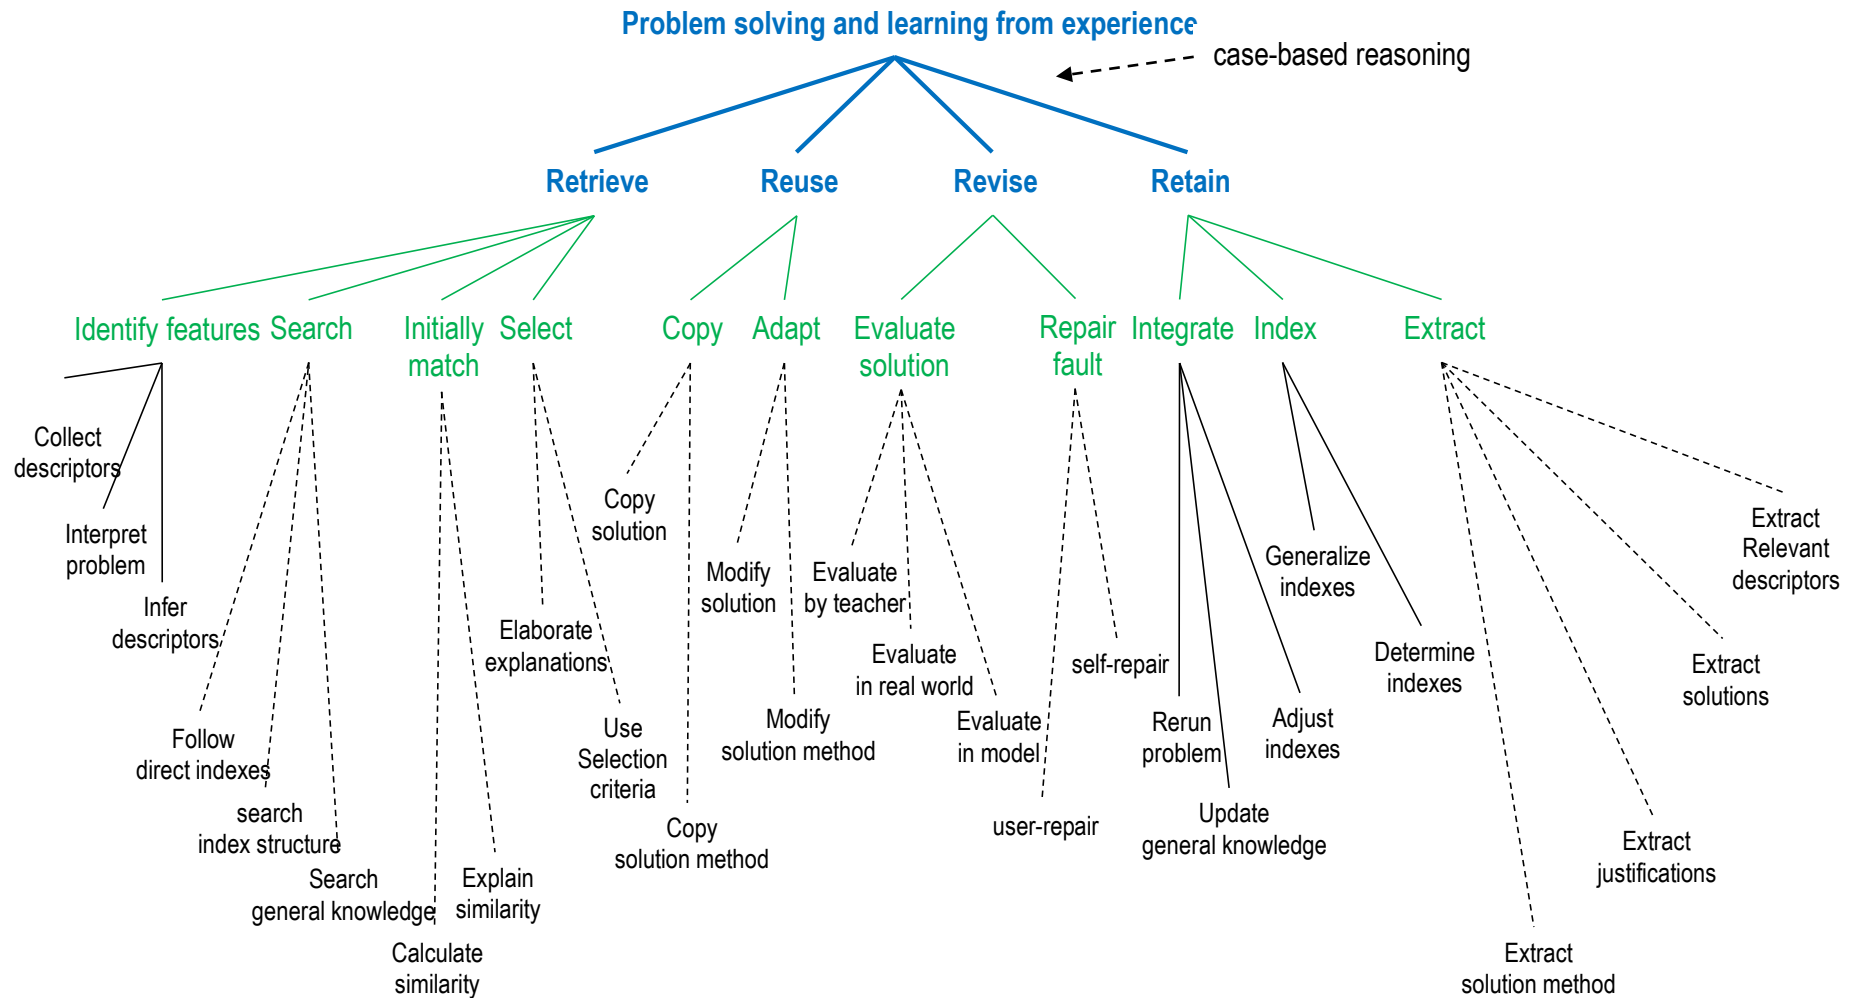 Problem solving and learning from experience
case-based reasoning
Retrieve
Reuse
Revise
Retain
Identify features
Search
Initially
match
Select
Copy
Adapt
Evaluate
solution
Repair
fault
Integrate
Index
Extract
Collect
descriptors
Interpret
problem
Infer
descriptors
Follow
direct indexes
search
index structure
Search
general knowledge
Calculate
similarity
Explain
similarity
Elaborate
explanations
Use
Selection
criteria
Copy
solution
Copy
solution method
Modify
solution
Modify
solution method
Evaluate
by teacher
Evaluate
in real world
Evaluate
in model
user-repair
self-repair
Rerun
problem
Update
general knowledge
Adjust
indexes
Generalize
indexes
Determine
indexes
Extract
solution method
Extract
justifications
Extract
solutions
Extract
Relevant
descriptors